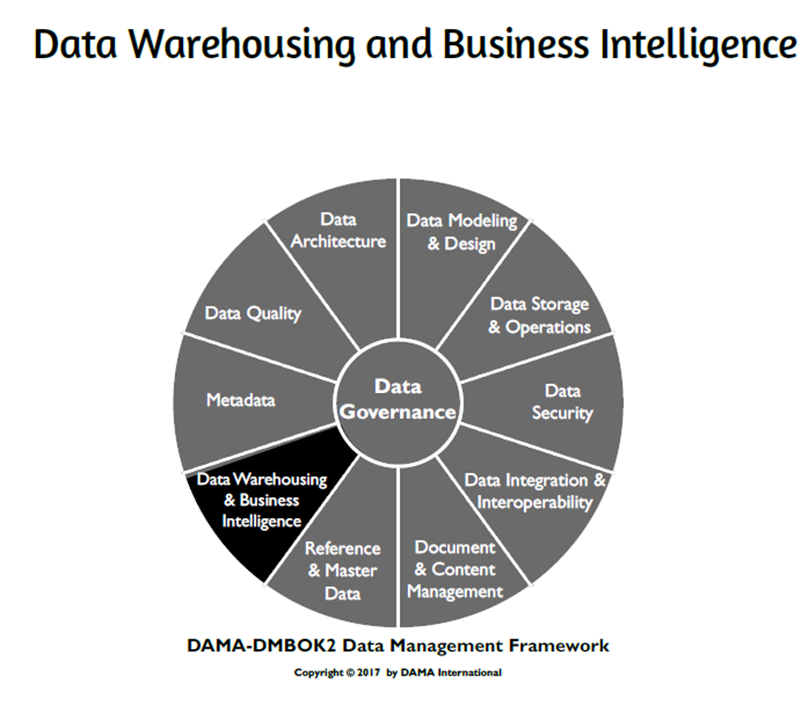 Data Warehousing and Business Intelligence
Data
Architecture
Data Modeling
& Design
Data Quality
Data Storage
& Operations
Metadata
Data
Governance
Data
Security
Data Warehousing
& Business
Intelligence
Data Integration &
Interoperability
Reference
& Master
Data
Document
& Content
Management
DAMA-DMBOK2 Data Management Framework
Copyright © 2017 by DAMA International